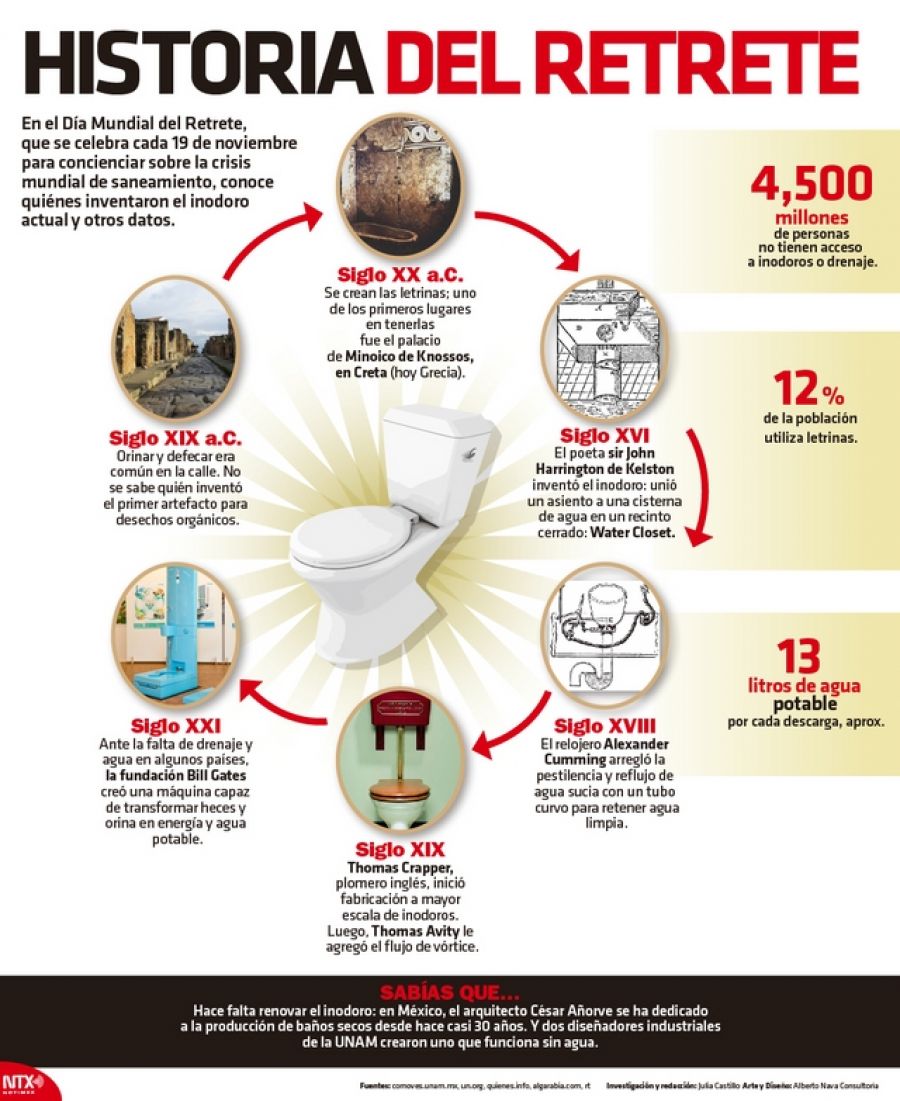 HISTORIA DEL RETRETE
En el Día Mundial del Retrete,
que se celebra cada 19 de noviembre
para concienciar sobre la crisis
mundial de saneamiento, conoce
quiénes inventaron el inodoro
actual y otros datos.
Siglo XIX a.C.
Orinar y defecar era
común en la calle. No
se sabe quién inventó
el primer artefacto para
desechos orgánicos.
Siglo XX a.C.
Se crean las letrinas; uno
de los primeros lugares
en tenerlas
fue el palacio
de Minoico de Knossos,
en Creta (hoy Grecia).
Siglo XVI
El poeta sir John
Harrington de Kelston
inventó el inodoro: unió
un asiento a una cisterna
de agua en un recinto
cerrado: Water Closet.
Siglo XVIII
El relojero Alexander
Cumming arregló la
pestilencia y reflujo de
agua sucia con un tubo
curvo para retener agua
limpia.
Siglo XIX
Thomas Crapper,
plomero inglés, inició
fabricación a mayor
escala de inodoros.
Luego, Thomas Avity le
agregó el flujo de vórtice.
Siglo XXI
Ante la falta de drenaje y
agua en algunos países,
la fundación Bill Gates
creó una máquina capaz
de transformar heces y
orina en energía y agua
potable.
4,500
millones
de personas
no tienen acceso
a inodoros o drenaje.
12 %
de la población
utiliza letrinas.
13
litros de agua
potable
por cada descarga, aprox.
SABÍAS QUE...
Hace falta renovar el inodoro: en México, el arquitecto César Añorve se ha dedicado
a la producción de baños secos desde hace casi 30 años. Y dos diseñadores industriales
de la UNAM crearon uno que funciona sin agua.
NTX
NOTIMEX
Fuentes: comoves.unam.mx, un.org, quienes.info, algarabia.com, rt Investigación y redacción: Julia Castillo Arte y Diseño: Alberto Nava Consultoria